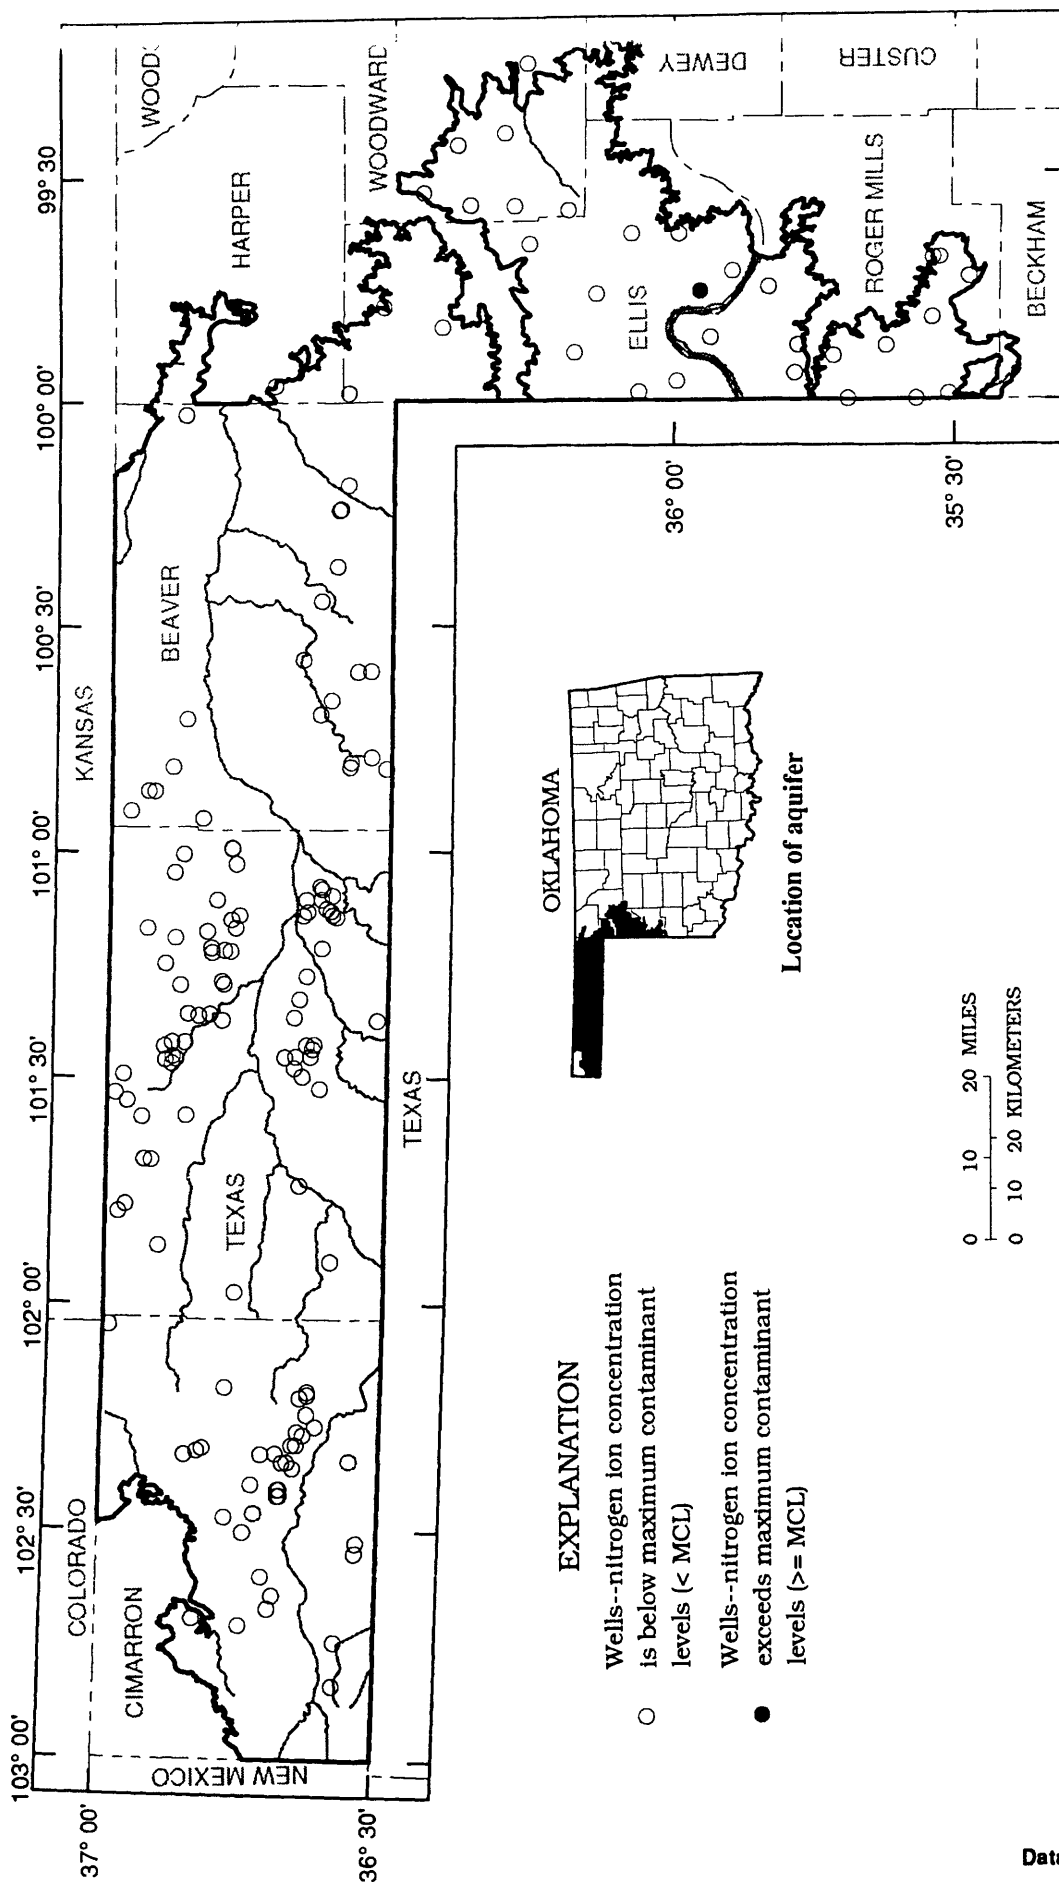 103° 00'
102° 30'
102° 00'
101° 30'
101° 00'
100° 30'
100° 00'
99° 30'
37° 00'
36° 30'
36° 00'
35° 30'
COLORADO
KANSAS
NEW MEXICO
CIMARRON
TEXAS
BEAVER
HARPER
WOODS
WOODWARD
TEXAS
ELLIS
DEWEY
ROGER MILLS
CUSTER
BECKHAM
EXPLANATION
Wells--nitrogen ion concentration
is below maximum contaminant
levels (< MCL)
Wells--nitrogen ion concentration
exceeds maximum contaminant
levels (>= MCL)
OKLAHOMA
Location of aquifer
0 10 20 MILES
0 10 20 KILOMETERS
Data